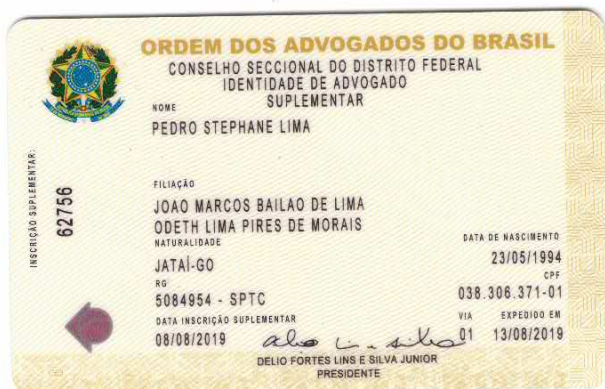 ORDEM DOS ADVOGADOS DO BRASIL
CONSELHO SECCIONAL DO DISTRITO FEDERAL
IDENTIDADE DE ADVOGADO
SUPLEMENTAR
NOME
PEDRO STEPHANE LIMA
INSCRIÇÃO SUPLEMENTAR:
62756
FILIAÇÃO
JOAO MARCOS BAILAO DE LIMA
ODETH LIMA PIRES DE MORAIS
NATURALIDADE
JATAÍ-GO
DATA DE NASCIMENTO
23/05/1994
RG
5084954 - SPTC
CPF
038.306.371-01
DATA INSCRIÇÃO SUPLEMENTAR
08/08/2019
VIA
01
EXPEDIDO EM
13/08/2019
DELIO FORTES LINS E SILVA JUNIOR
PRESIDENTE